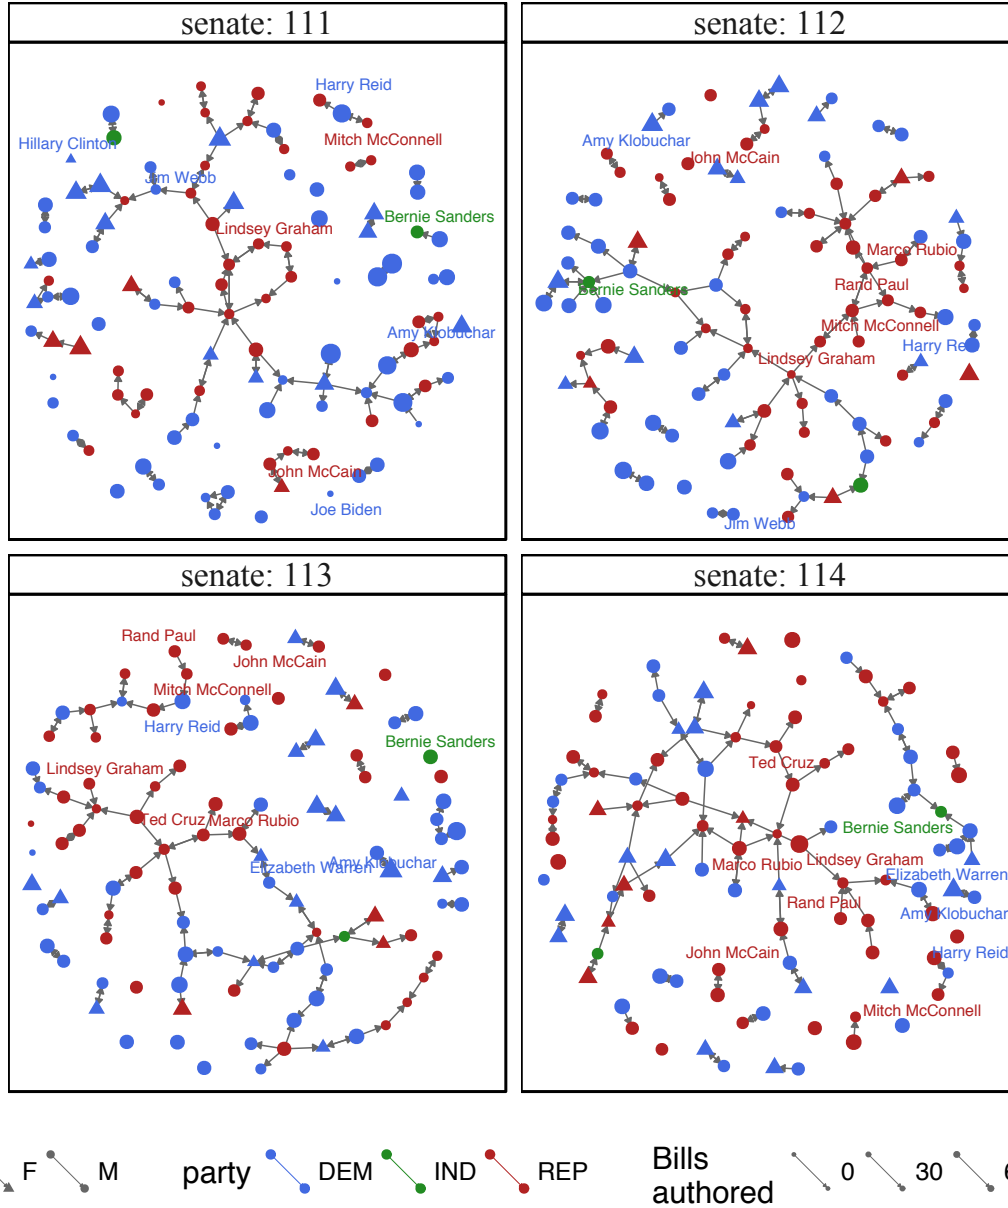 senate: 111
senate: 112
Harry Reid
Hillary Clinton
Mitch McConnell
Jim Webb
Bernie Sanders
Lindsey Graham
Amy Klobuchar
John McCain
Joe Biden
Amy Klobuchar
John McCain
Marco Rubio
Bernie Sanders
Rand Paul
Mitch McConnell
Harry Reid
Lindsey Graham
Jim Webb
senate: 113
senate: 114
Rand Paul
John McCain
Mitch McConnell
Harry Reid
Bernie Sanders
Lindsey Graham
Ted Cruz
Marco Rubio
Elizabeth Warren
Amy Klobuchar
Ted Cruz
Bernie Sanders
Marco Rubio
Lindsey Graham
Elizabeth Warren
Rand Paul
Amy Klobuchar
John McCain
Harry Reid
Mitch McConnell
F M party DEM IND REP Bills 0 30 6
authored